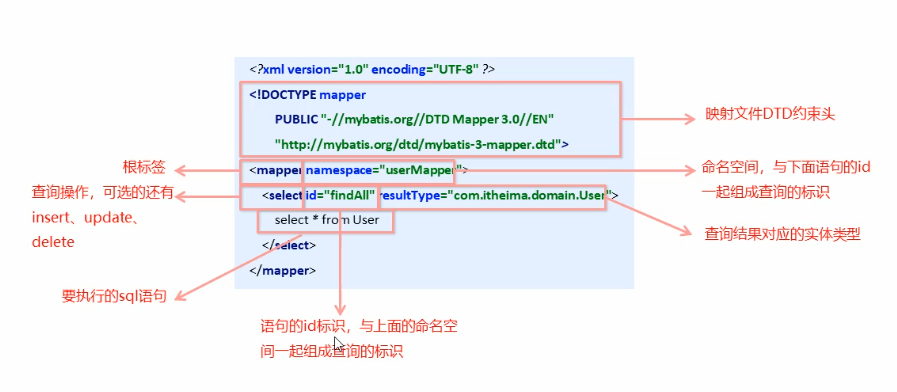 <?xml version="1.0" encoding="UTF-8" ?>
<!DOCTYPE mapper
PUBLIC "-//mybatis.org//DTD Mapper 3.0//EN"
"http://mybatis.org/dtd/mybatis-3-mapper.dtd">
映射文件DTD约束头
根标签
<mapper namespace="userMapper">
命名空间，与下面语句的id
一起组成查询的标识
查询操作，可选的还有
insert、update、
delete
<select id="findAll" resultType="com.itheima.domain.User">
select * from User
</select>
</mapper>
查询结果对应的实体类型
要执行的sql语句
语句的id标识，与上面的命名空
间一起组成查询的标识